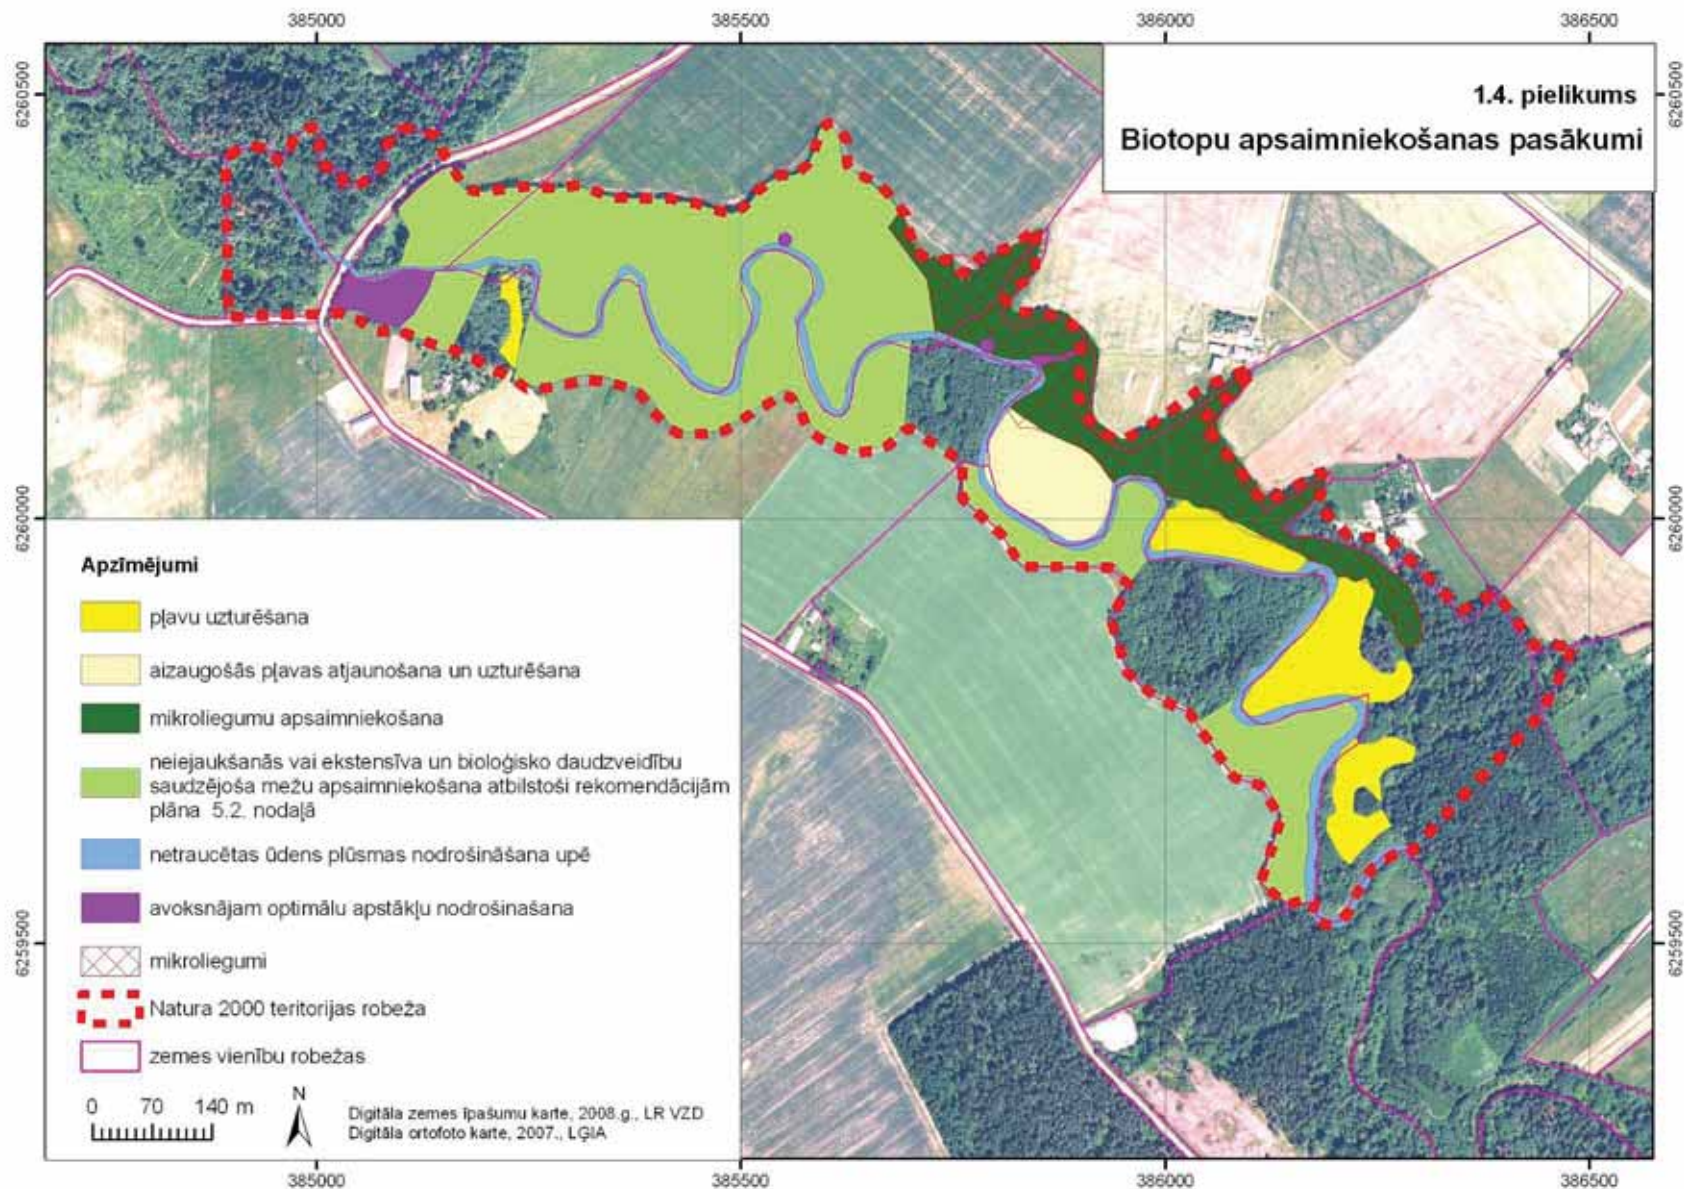 385000
385500
386000
386500
6260500
6260500
1.4. pielikums
Biotopu apsaimniekošanas pasākumi
6260000
6260000
Apzīmējumi
pļavu uzturēšana
aizaugošās pļavas atjaunošana un uzturēšana
mikroliegumu apsaimniekošana
neiejaukšanās vai ekstensīva un bioloģisko daudzveidību
saudzējoša mežu apsaimniekošana atbilstoši rekomendācijām
plāna 5.2. nodaļā
netraucētas ūdens plūsmas nodrošināšana upē
avoksnājam optimālu apstākļu nodrošinašana
6259500
6259500
mikroliegumi
Natura 2000 teritorijas robeža
zemes vienību robežas
0 70 140 m
N
Digitāla zemes īpašumu karte, 2008.g., LR VZD
Digitāla ortofoto karte, 2007., LĢIA
385000
385500
386000
386500